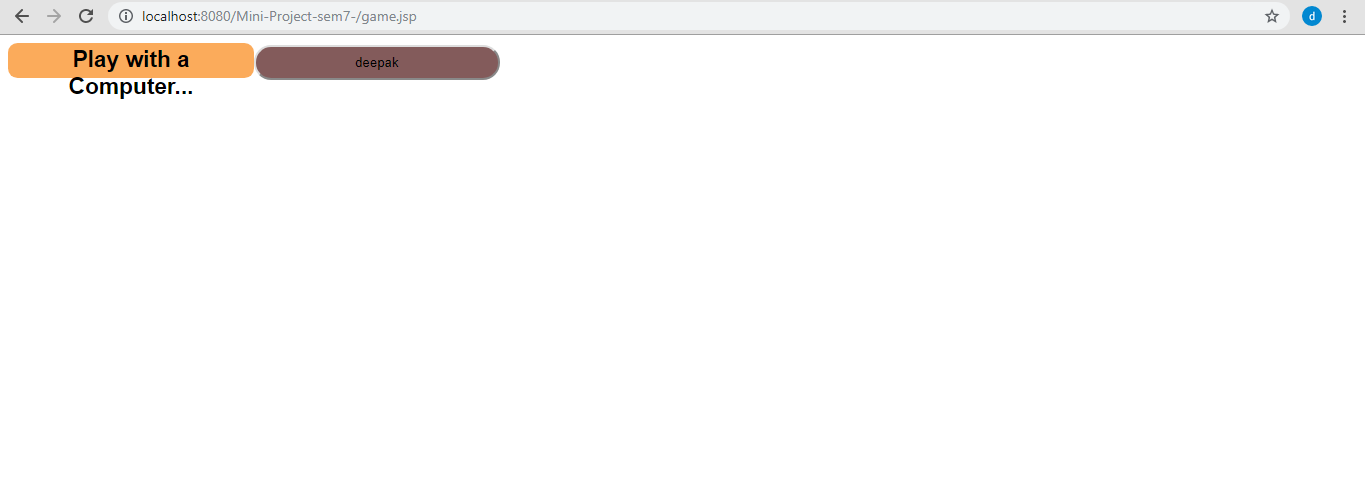 localhost:8080/Mini-Project-sem7-/game.jsp
d
Play with a
Computer...
deepak